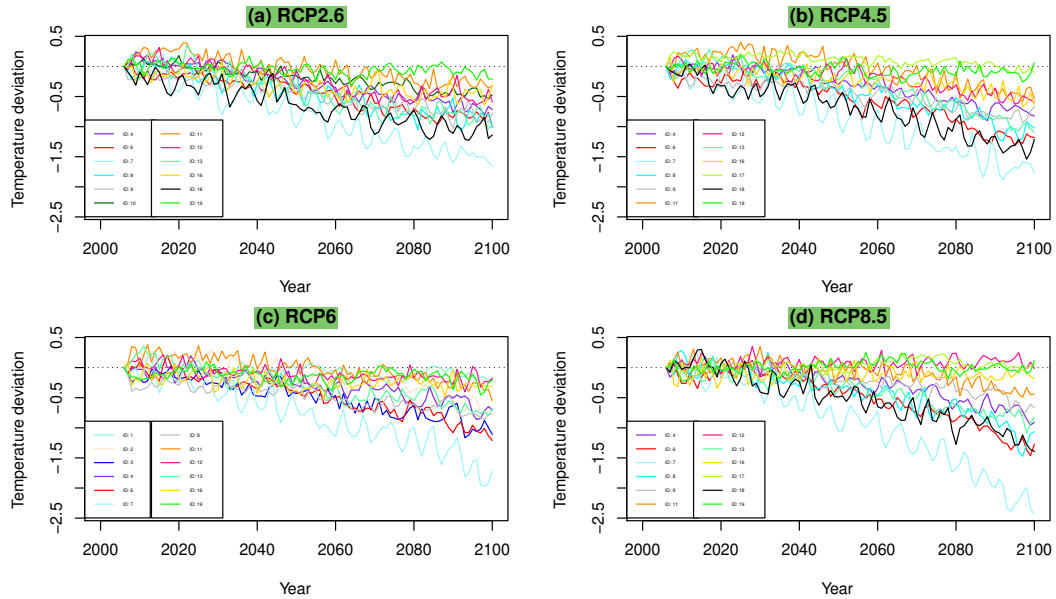 (a) RCP2.6
Temperature deviation
0.5
−0.5
−1.5
−2.5
ID: 4
ID: 6
ID: 7
ID: 8
ID: 9
ID: 10
ID: 11
ID: 12
ID: 13
ID: 16
ID: 18
ID: 19
2000 2020 2040 2060 2080 2100
Year
(b) RCP4.5
Temperature deviation
0.5
−0.5
−1.5
−2.5
ID: 4
ID: 6
ID: 7
ID: 8
ID: 9
ID: 11
ID: 12
ID: 13
ID: 16
ID: 17
ID: 18
ID: 19
2000 2020 2040 2060 2080 2100
Year
(c) RCP6
Temperature deviation
0.5
−0.5
−1.5
−2.5
ID: 1
ID: 2
ID: 3
ID: 4
ID: 6
ID: 7
ID: 9
ID: 11
ID: 12
ID: 13
ID: 16
ID: 19
2000 2020 2040 2060 2080 2100
Year
(d) RCP8.5
Temperature deviation
0.5
−0.5
−1.5
−2.5
ID: 4
ID: 6
ID: 7
ID: 8
ID: 9
ID: 11
ID: 12
ID: 13
ID: 16
ID: 17
ID: 18
ID: 19
2000 2020 2040 2060 2080 2100
Year